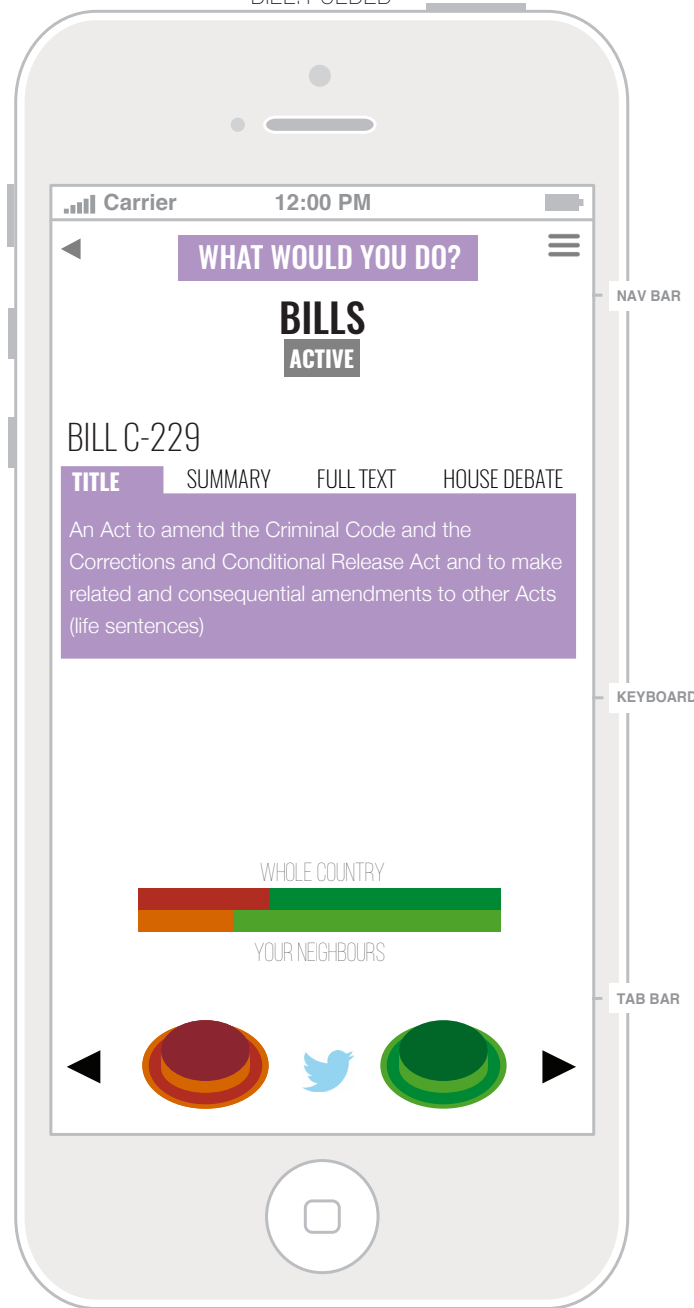 Carrier 12:00 PM
WHAT WOULD YOU DO?
NAV BAR
BILLS
ACTIVE
BILL C-229
TITLE SUMMARY FULL TEXT HOUSE DEBATE
An Act to amend the Criminal Code and the
Corrections and Conditional Release Act and to make
related and consequential amendments to other Acts
(life sentences)
KEYBOARD
WHOLE COUNTRY
YOUR NEIGHBOURS
TAB BAR